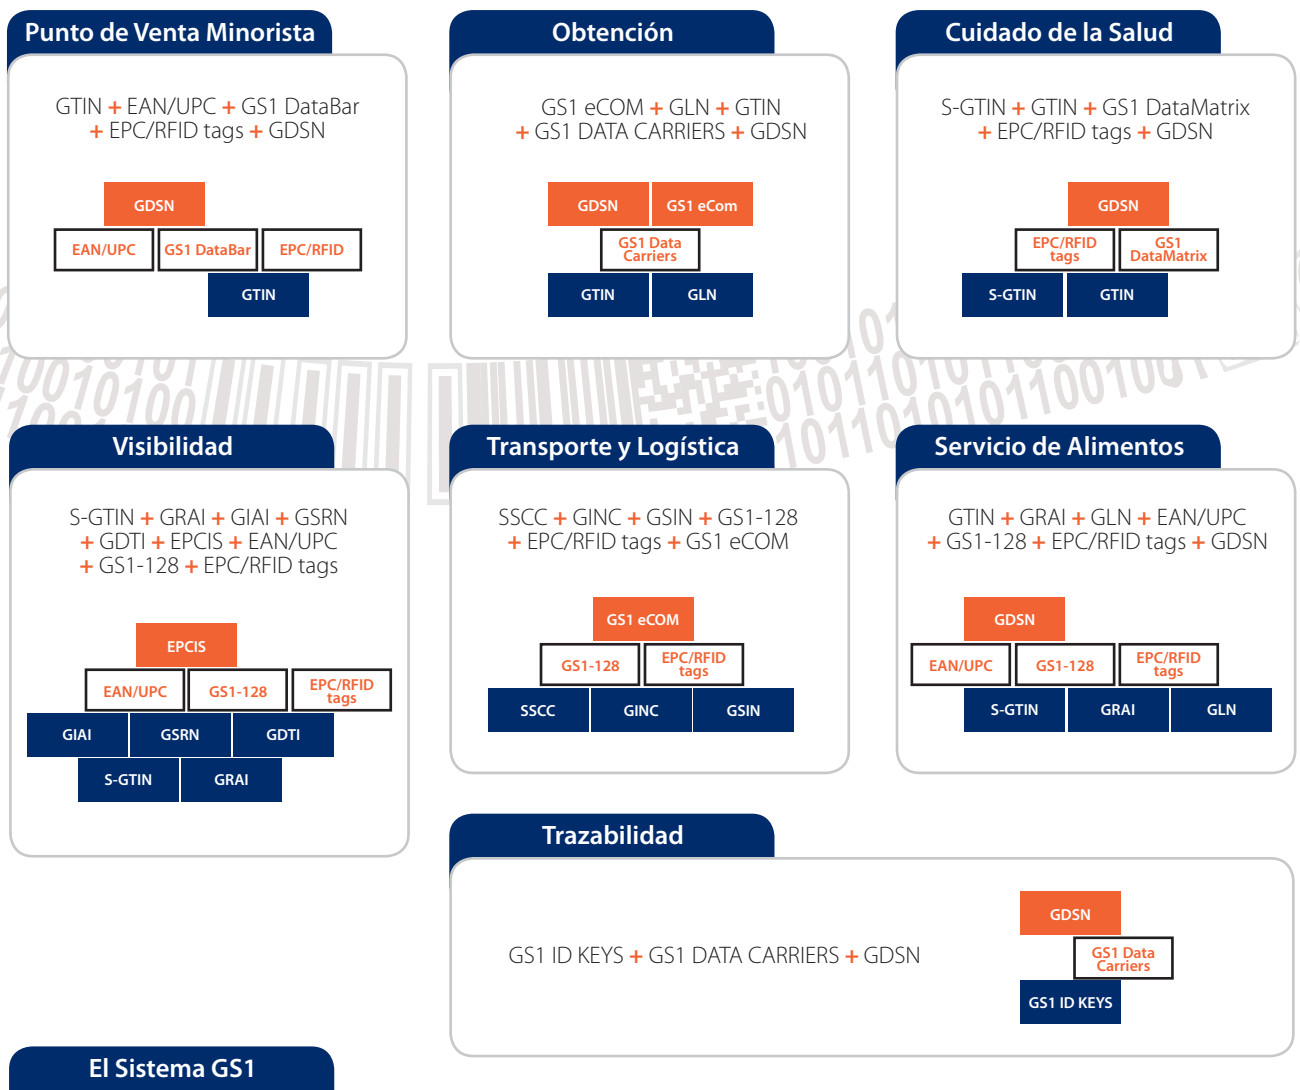 Punto de Venta Minorista
GTIN + EAN/UPC + GS1 DataBar
+ EPC/RFID tags + GDSN
GDSN
EAN/UPC
GS1 DataBar
EPC/RFID
GTIN
Obtención
GS1 eCOM + GLN + GTIN
+ GS1 DATA CARRIERS + GDSN
GDSN
GS1 eCom
GS1 Data
Carriers
GTIN
GLN
Cuidado de la Salud
S-GTIN + GTIN + GS1 DataMatrix
+ EPC/RFID tags + GDSN
GDSN
EPC/RFID
tags
GS1
DataMatrix
S-GTIN
GTIN
Visibilidad
S-GTIN + GRAI + GIAI + GSRN
+ GDTI + EPCIS + EAN/UPC
+ GS1-128 + EPC/RFID tags
EPCIS
EAN/UPC
GS1-128
EPC/RFID
tags
GIAI
GSRN
GDTI
S-GTIN
GRAI
Transporte y Logística
SSCC + GINC + GSIN + GS1-128
+ EPC/RFID tags + GS1 eCOM
GS1 eCOM
GS1-128
EPC/RFID
tags
SSCC
GINC
GSIN
Servicio de Alimentos
GTIN + GRAI + GLN + EAN/UPC
+ GS1-128 + EPC/RFID tags + GDSN
GDSN
EAN/UPC
GS1-128
EPC/RFID
tags
S-GTIN
GRAI
GLN
Trazabilidad
GS1 ID KEYS + GS1 DATA CARRIERS + GDSN
GDSN
GS1 Data
Carriers
GS1 ID KEYS
El Sistema GS1